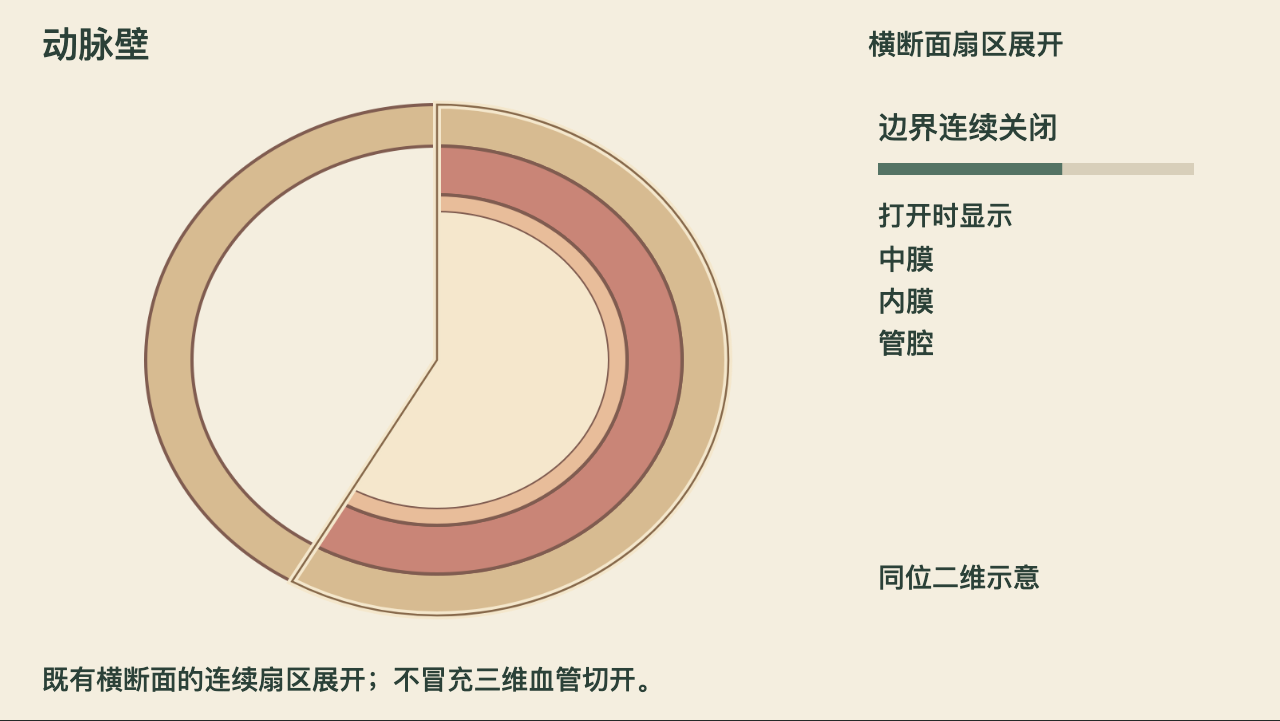 动脉壁
横断面扇区展开
边界连续关闭
打开时显示
中膜
内膜
管腔
同位二维示意
既有横断面的连续扇区展开；不冒充三维血管切开。